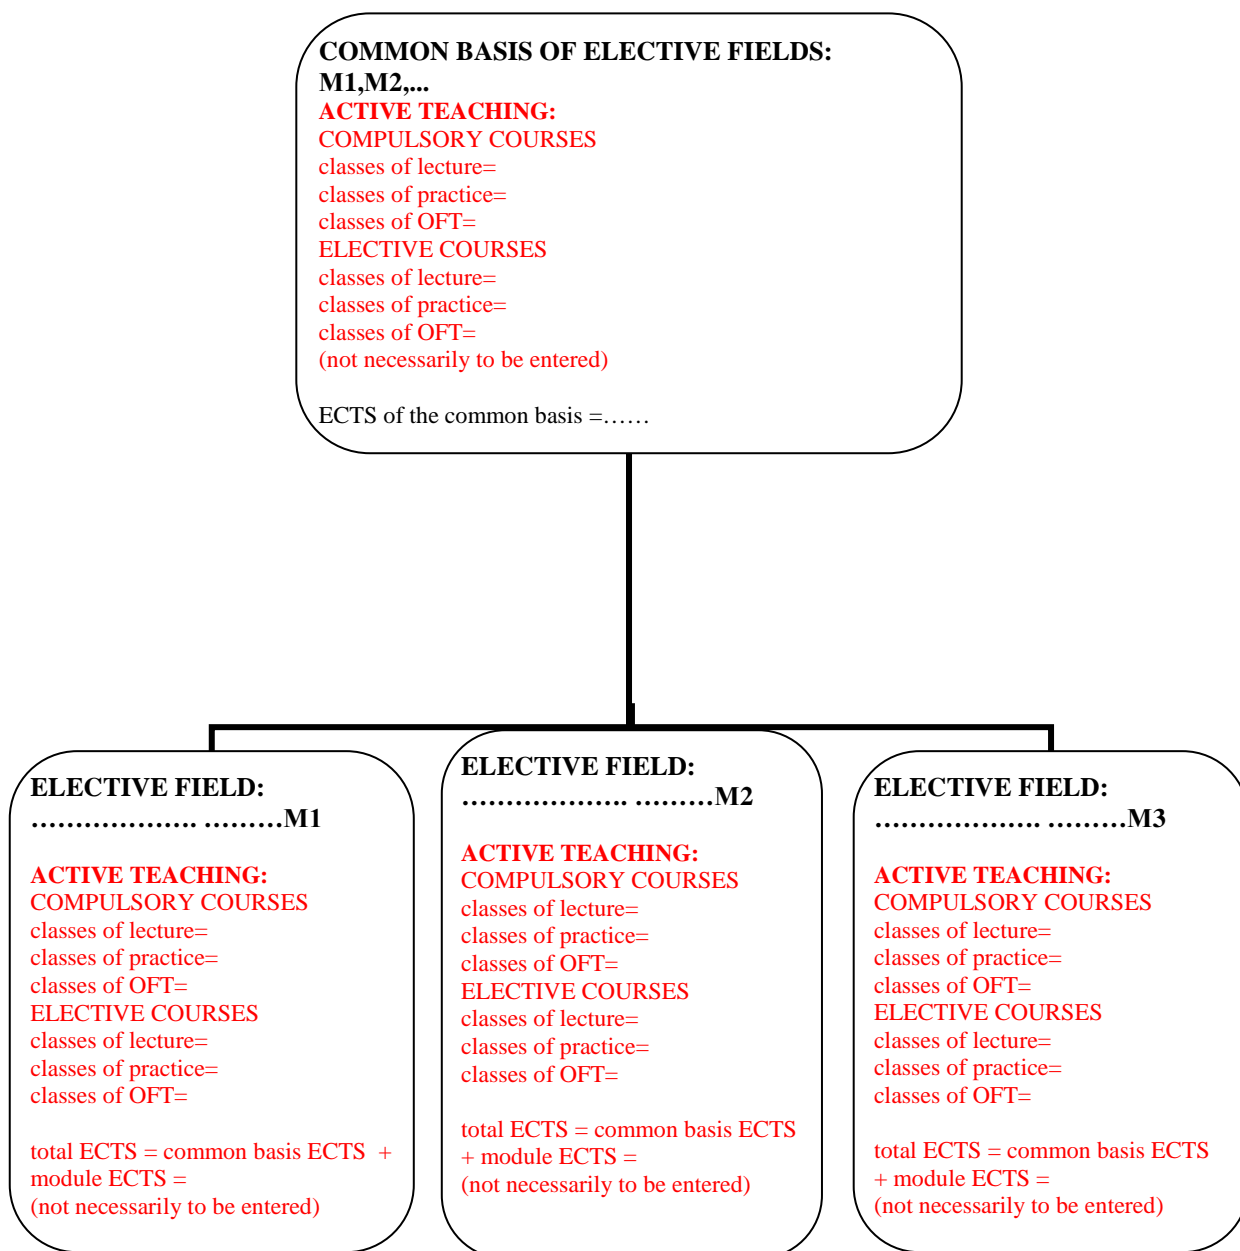 COMMON BASIS OF ELECTIVE FIELDS:
M1,M2,...
ACTIVE TEACHING:
COMPULSORY COURSES
classes of lecture=
classes of practice=
classes of OFT=
ELECTIVE COURSES
classes of lecture=
classes of practice=
classes of OFT=
(not necessarily to be entered)
ECTS of the common basis =……
ELECTIVE FIELD:
………………. ………M1
ACTIVE TEACHING:
COMPULSORY COURSES
classes of lecture=
classes of practice=
classes of OFT=
ELECTIVE COURSES
classes of lecture=
classes of practice=
classes of OFT=
total ECTS = common basis ECTS +
module ECTS =
(not necessarily to be entered)
ELECTIVE FIELD:
………………. ………M2
ACTIVE TEACHING:
COMPULSORY COURSES
classes of lecture=
classes of practice=
classes of OFT=
ELECTIVE COURSES
classes of lecture=
classes of practice=
classes of OFT=
total ECTS = common basis ECTS
+ module ECTS =
(not necessarily to be entered)
ELECTIVE FIELD:
………………. ………M3
ACTIVE TEACHING:
COMPULSORY COURSES
classes of lecture=
classes of practice=
classes of OFT=
ELECTIVE COURSES
classes of lecture=
classes of practice=
classes of OFT=
total ECTS = common basis ECTS
+ module ECTS =
(not necessarily to be entered)